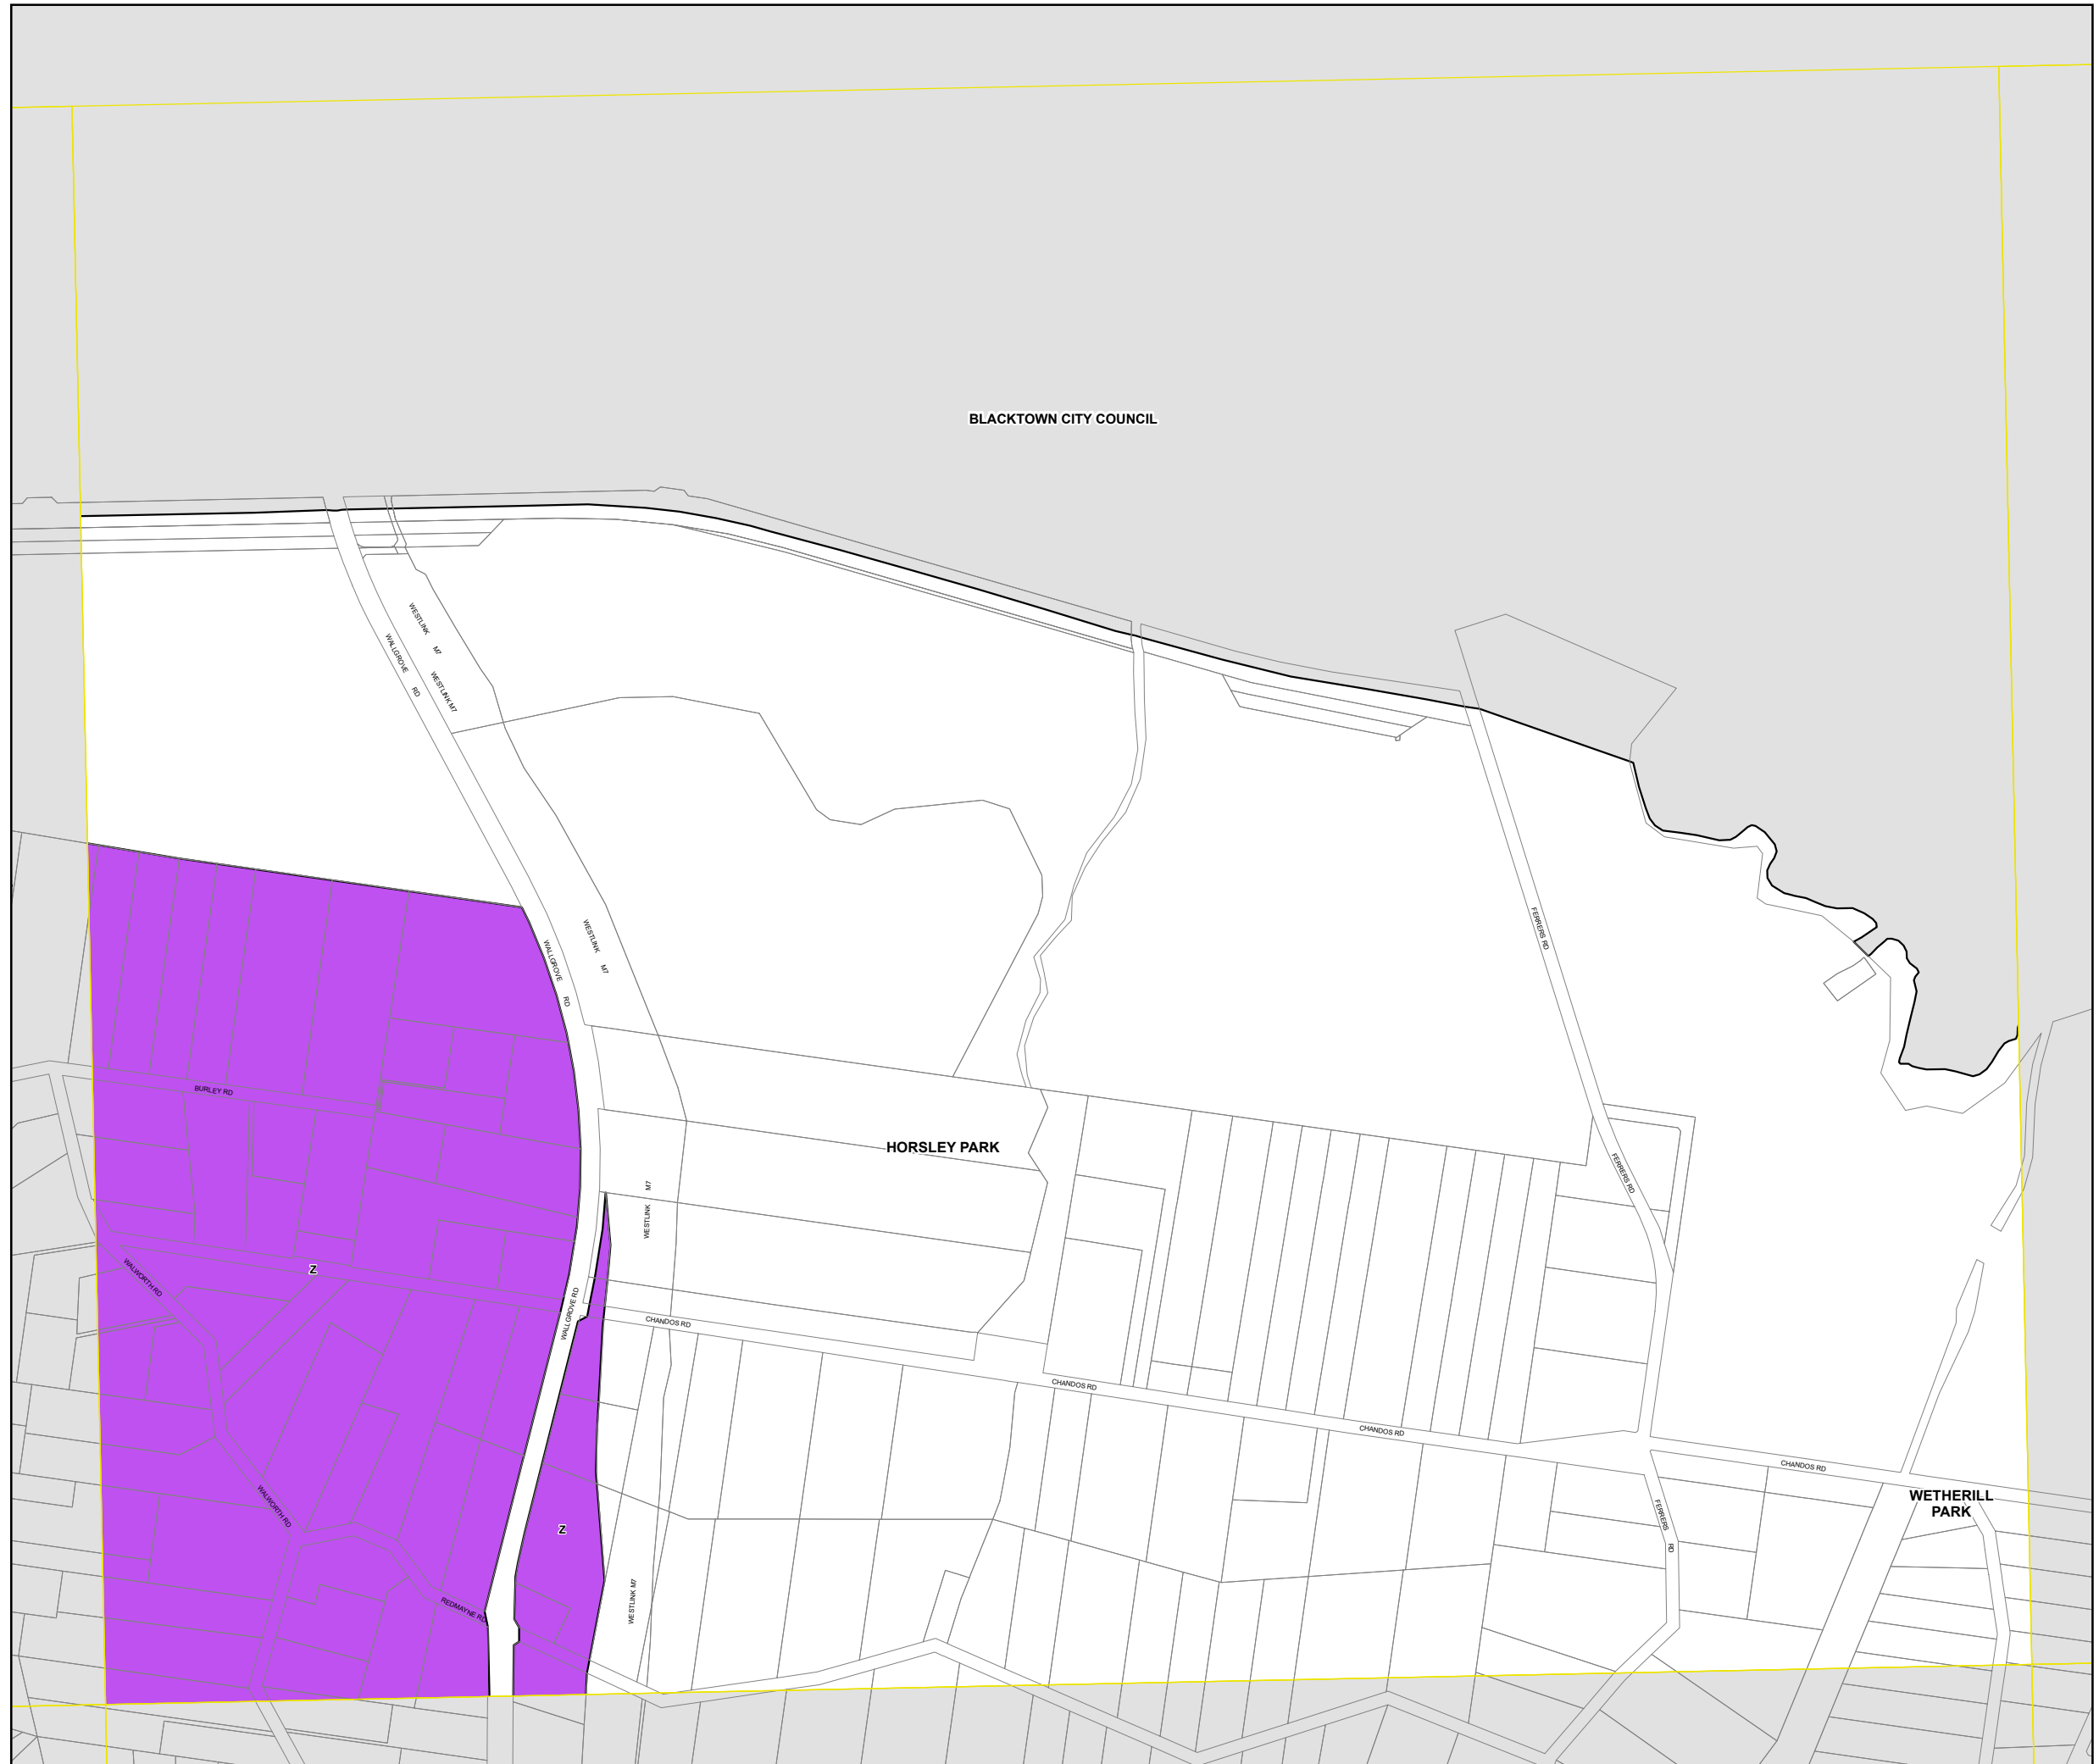 BLACKTOWN CITY COUNCIL
WESTLINK M7
WALLGROVE RD
WESTLINK M7
FERRERS RD
WALLGROVE RD
WESTLINK M7
BURLEY RD
HORSLEY PARK
FERRERS RD
WESTLINK M7
WALWORTH RD
Z
WALLGROVE RD
CHANDOS RD
CHANDOS RD
CHANDOS RD
CHANDOS RD
WETHERILL
PARK
WALWORTH RD
FERRERS RD
Z
WESTLINK M7
REDMAYNE RD